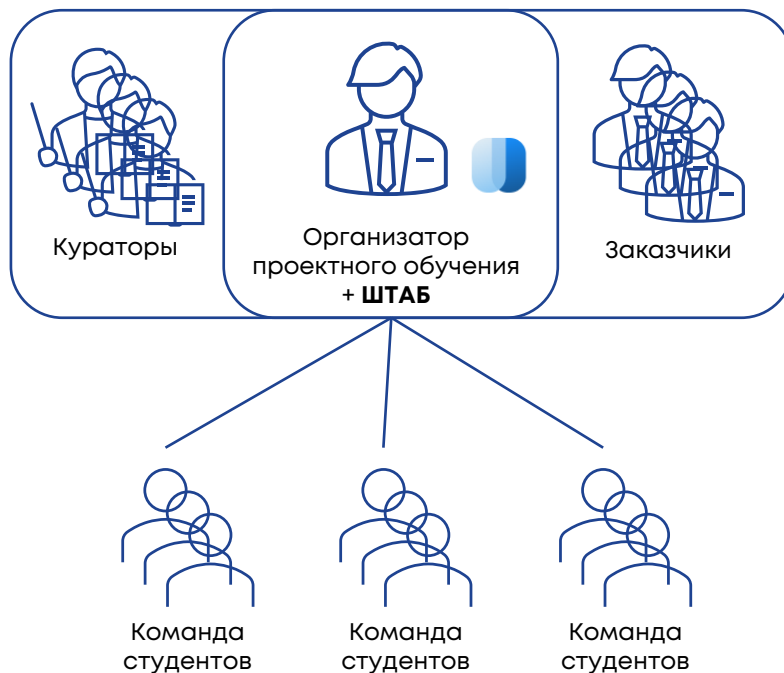 Кураторы
Организатор
проектного обучения
+ ШТАБ
Заказчики
Команда
студентов
Команда
студентов
Команда
студентов